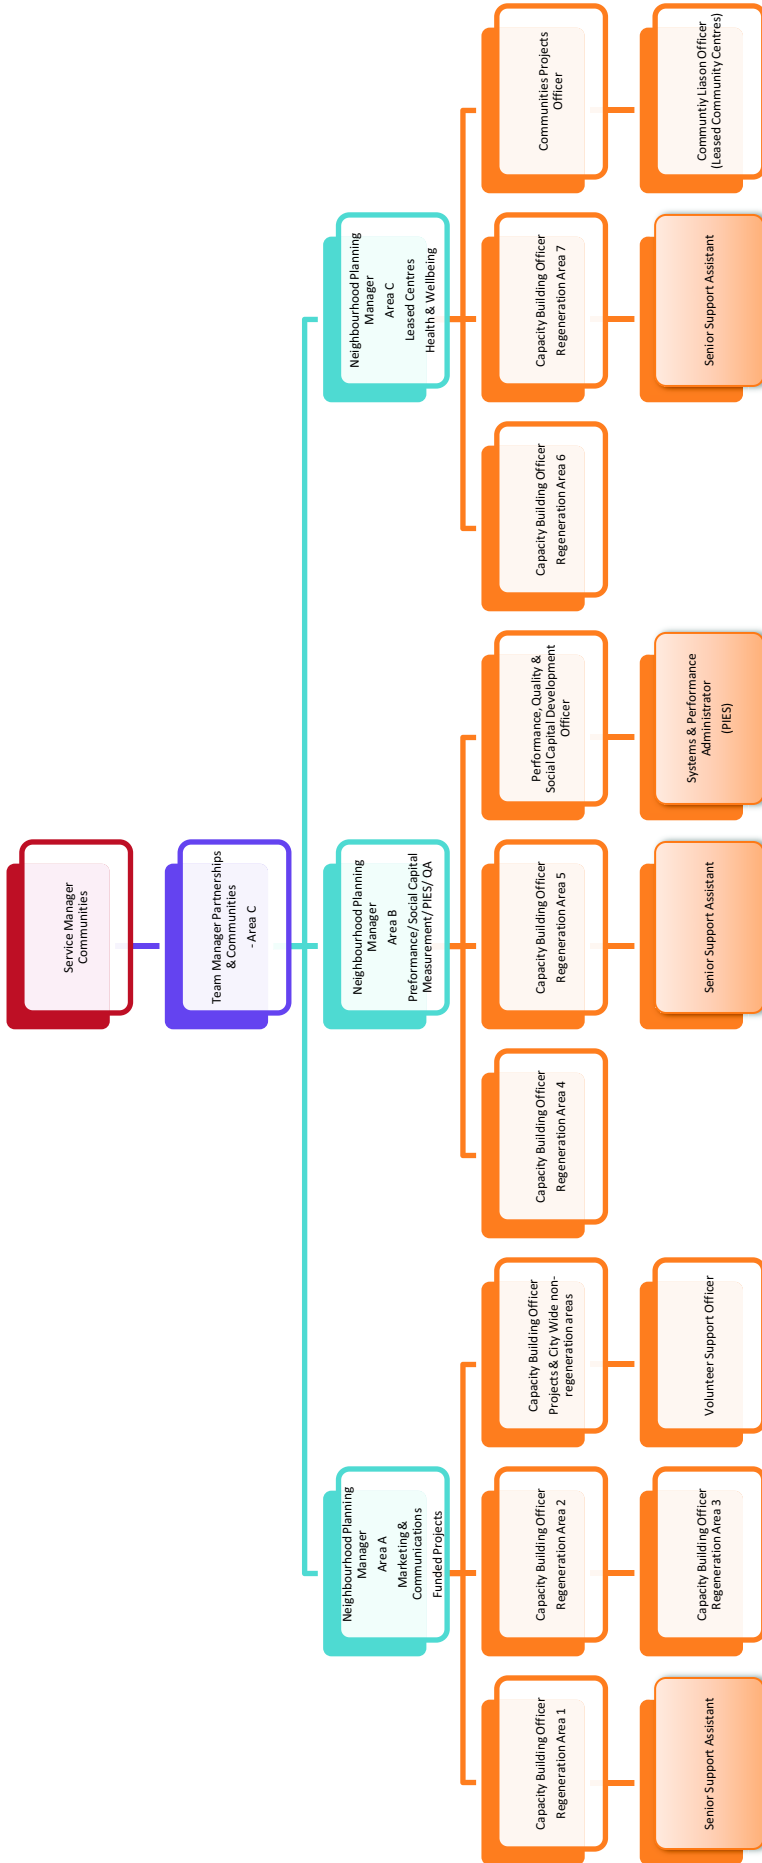 Service Manager
Communities
Team Manager Partnerships
& Communities
- Area C
Neighbourhood Planning
Manager
Area A
Marketing &
Communications
Funded Projects
Neighbourhood Planning
Manager
Area B
Preformance/ Social Capital
Measurement/ PIES/ QA
Neighbourhood Planning
Manager
Area C
Leased Centres
Health & Wellbeing
Capacity Building Officer
Regeneration Area 1
Capacity Building Officer
Regeneration Area 2
Capacity Building Officer
Projects & City Wide non-
regeneration areas
Capacity Building Officer
Regeneration Area 4
Capacity Building Officer
Regeneration Area 5
Performance, Quality &
Social Capital Development
Officer
Capacity Building Officer
Regeneration Area 6
Capacity Building Officer
Regeneration Area 7
Communities Projects
Officer
Senior Support Assistant
Capacity Building Officer
Regeneration Area 3
Volunteer Support Officer
Senior Support Assistant
Systems & Performance
Administrator
(PIES)
Senior Support Assistant
Communtiy Liason Officer
(Leased Community Centres)